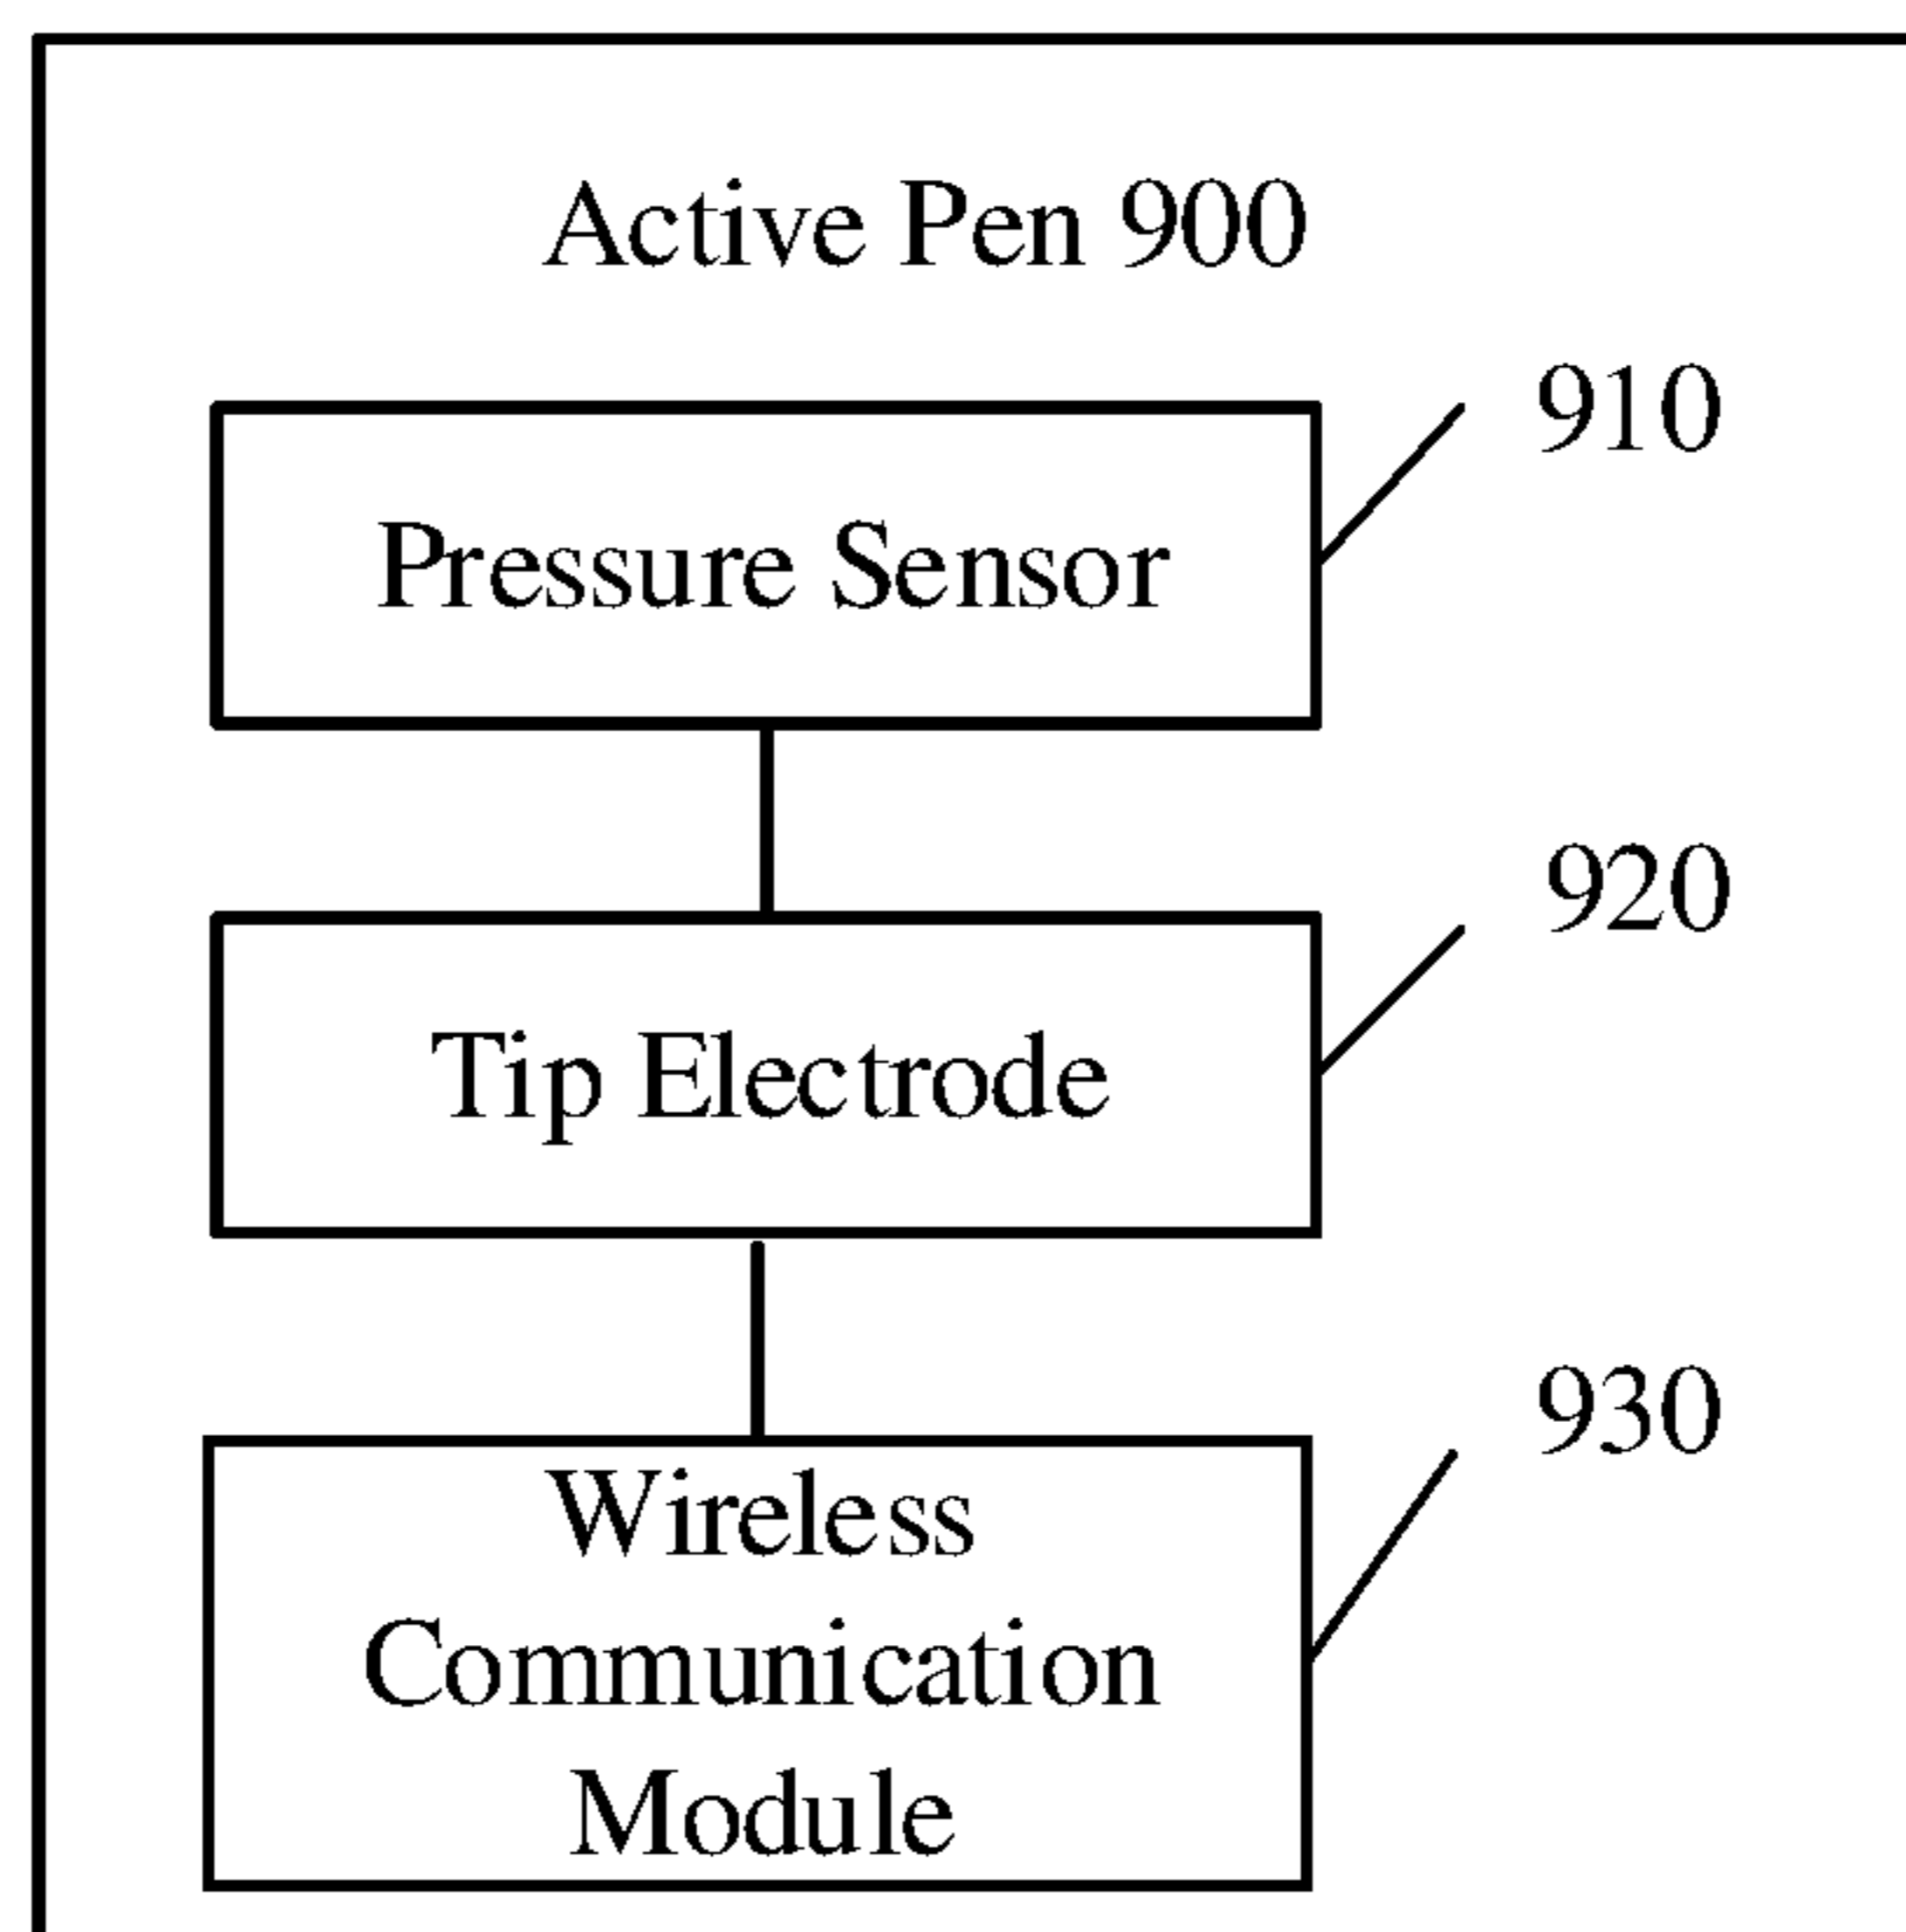 Active Pen 900
910
Pressure Sensor
920
Tip Electrode
930
Wireless
Communication
Module